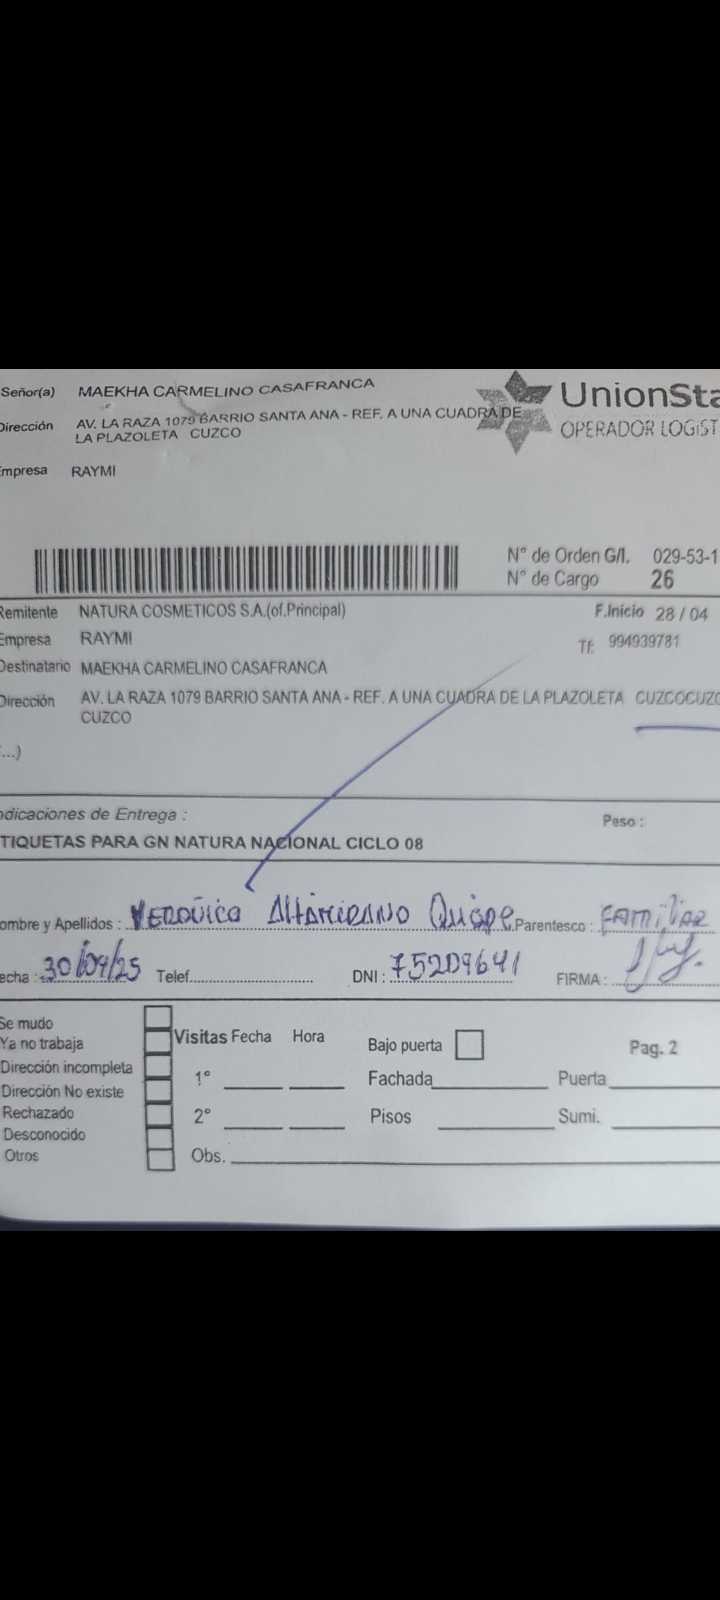 Señor(a) MAEKHA CARMELINO CASAFRANCA
Dirección AV. LA RAZA 1079 BARRIO SANTA ANA - REF. A UNA CUADRA DE
LA PLAZOLETA CUZCO
Empresa RAYMI
UnionSta
OPERADOR LOGIST
N° de Orden G/I. 029-53-1
N° de Cargo 26
Remitente NATURA COSMETICOS S.A.(of.Principal) F.Inicio 28 / 04
Empresa RAYMI Tf: 994939781
Destinatario MAEKHA CARMELINO CASAFRANCA
Dirección AV. LA RAZA 1079 BARRIO SANTA ANA - REF. A UNA CUADRA DE LA PLAZOLETA CUZCOCUZC
CUZCO
...)
ndicaciones de Entrega : Peso :
TIQUETAS PARA GN NATURA NACIONAL CICLO 08
ombre y Apellidos : VERÓNICA Altamirano Quispe Parentesco : FAMiliAR
echa : 30/04/25 Telef. DNI : 75209641 FIRMA :
Se mudo
Ya no trabaja
Dirección incompleta
Dirección No existe
Rechazado
Desconocido
Otros
Visitas Fecha Hora Bajo puerta Pag. 2
1° Fachada Puerta
2° Pisos Sumi.
Obs.